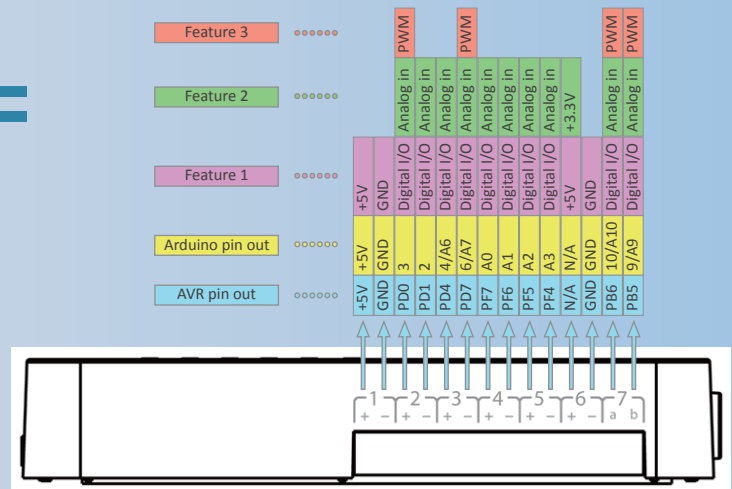 Feature 3 PWM PWM PWM PWM
Feature 2 Analog in Analog in Analog in Analog in Analog in Analog in Analog in Analog in +3.3V Analog in Analog in
Feature 1 +5V GND Digital I/O Digital I/O Digital I/O Digital I/O Digital I/O Digital I/O Digital I/O Digital I/O +5V GND Digital I/O Digital I/O
Arduino pin out +5V GND 3 2 4/A6 6/A7 A0 A1 A2 A3 N/A GND 10/A10 9/A9
AVR pin out +5V GND PD0 PD1 PD4 PD7 PF7 PF6 PF5 PF4 N/A GND PB6 PB5
1 2 3 4 5 6 7
+ − + − + − + − + − + − a b